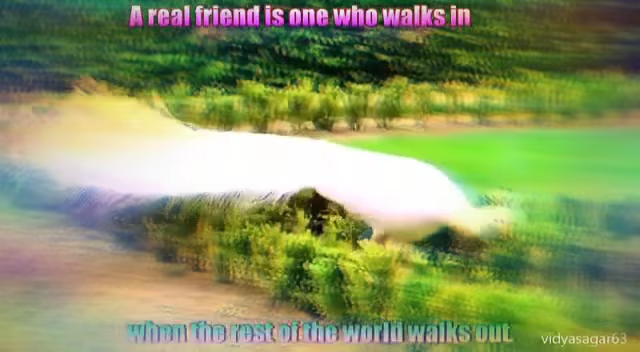 A real friend is one who walks in
when the rest of the world walks out
vidyasagar63